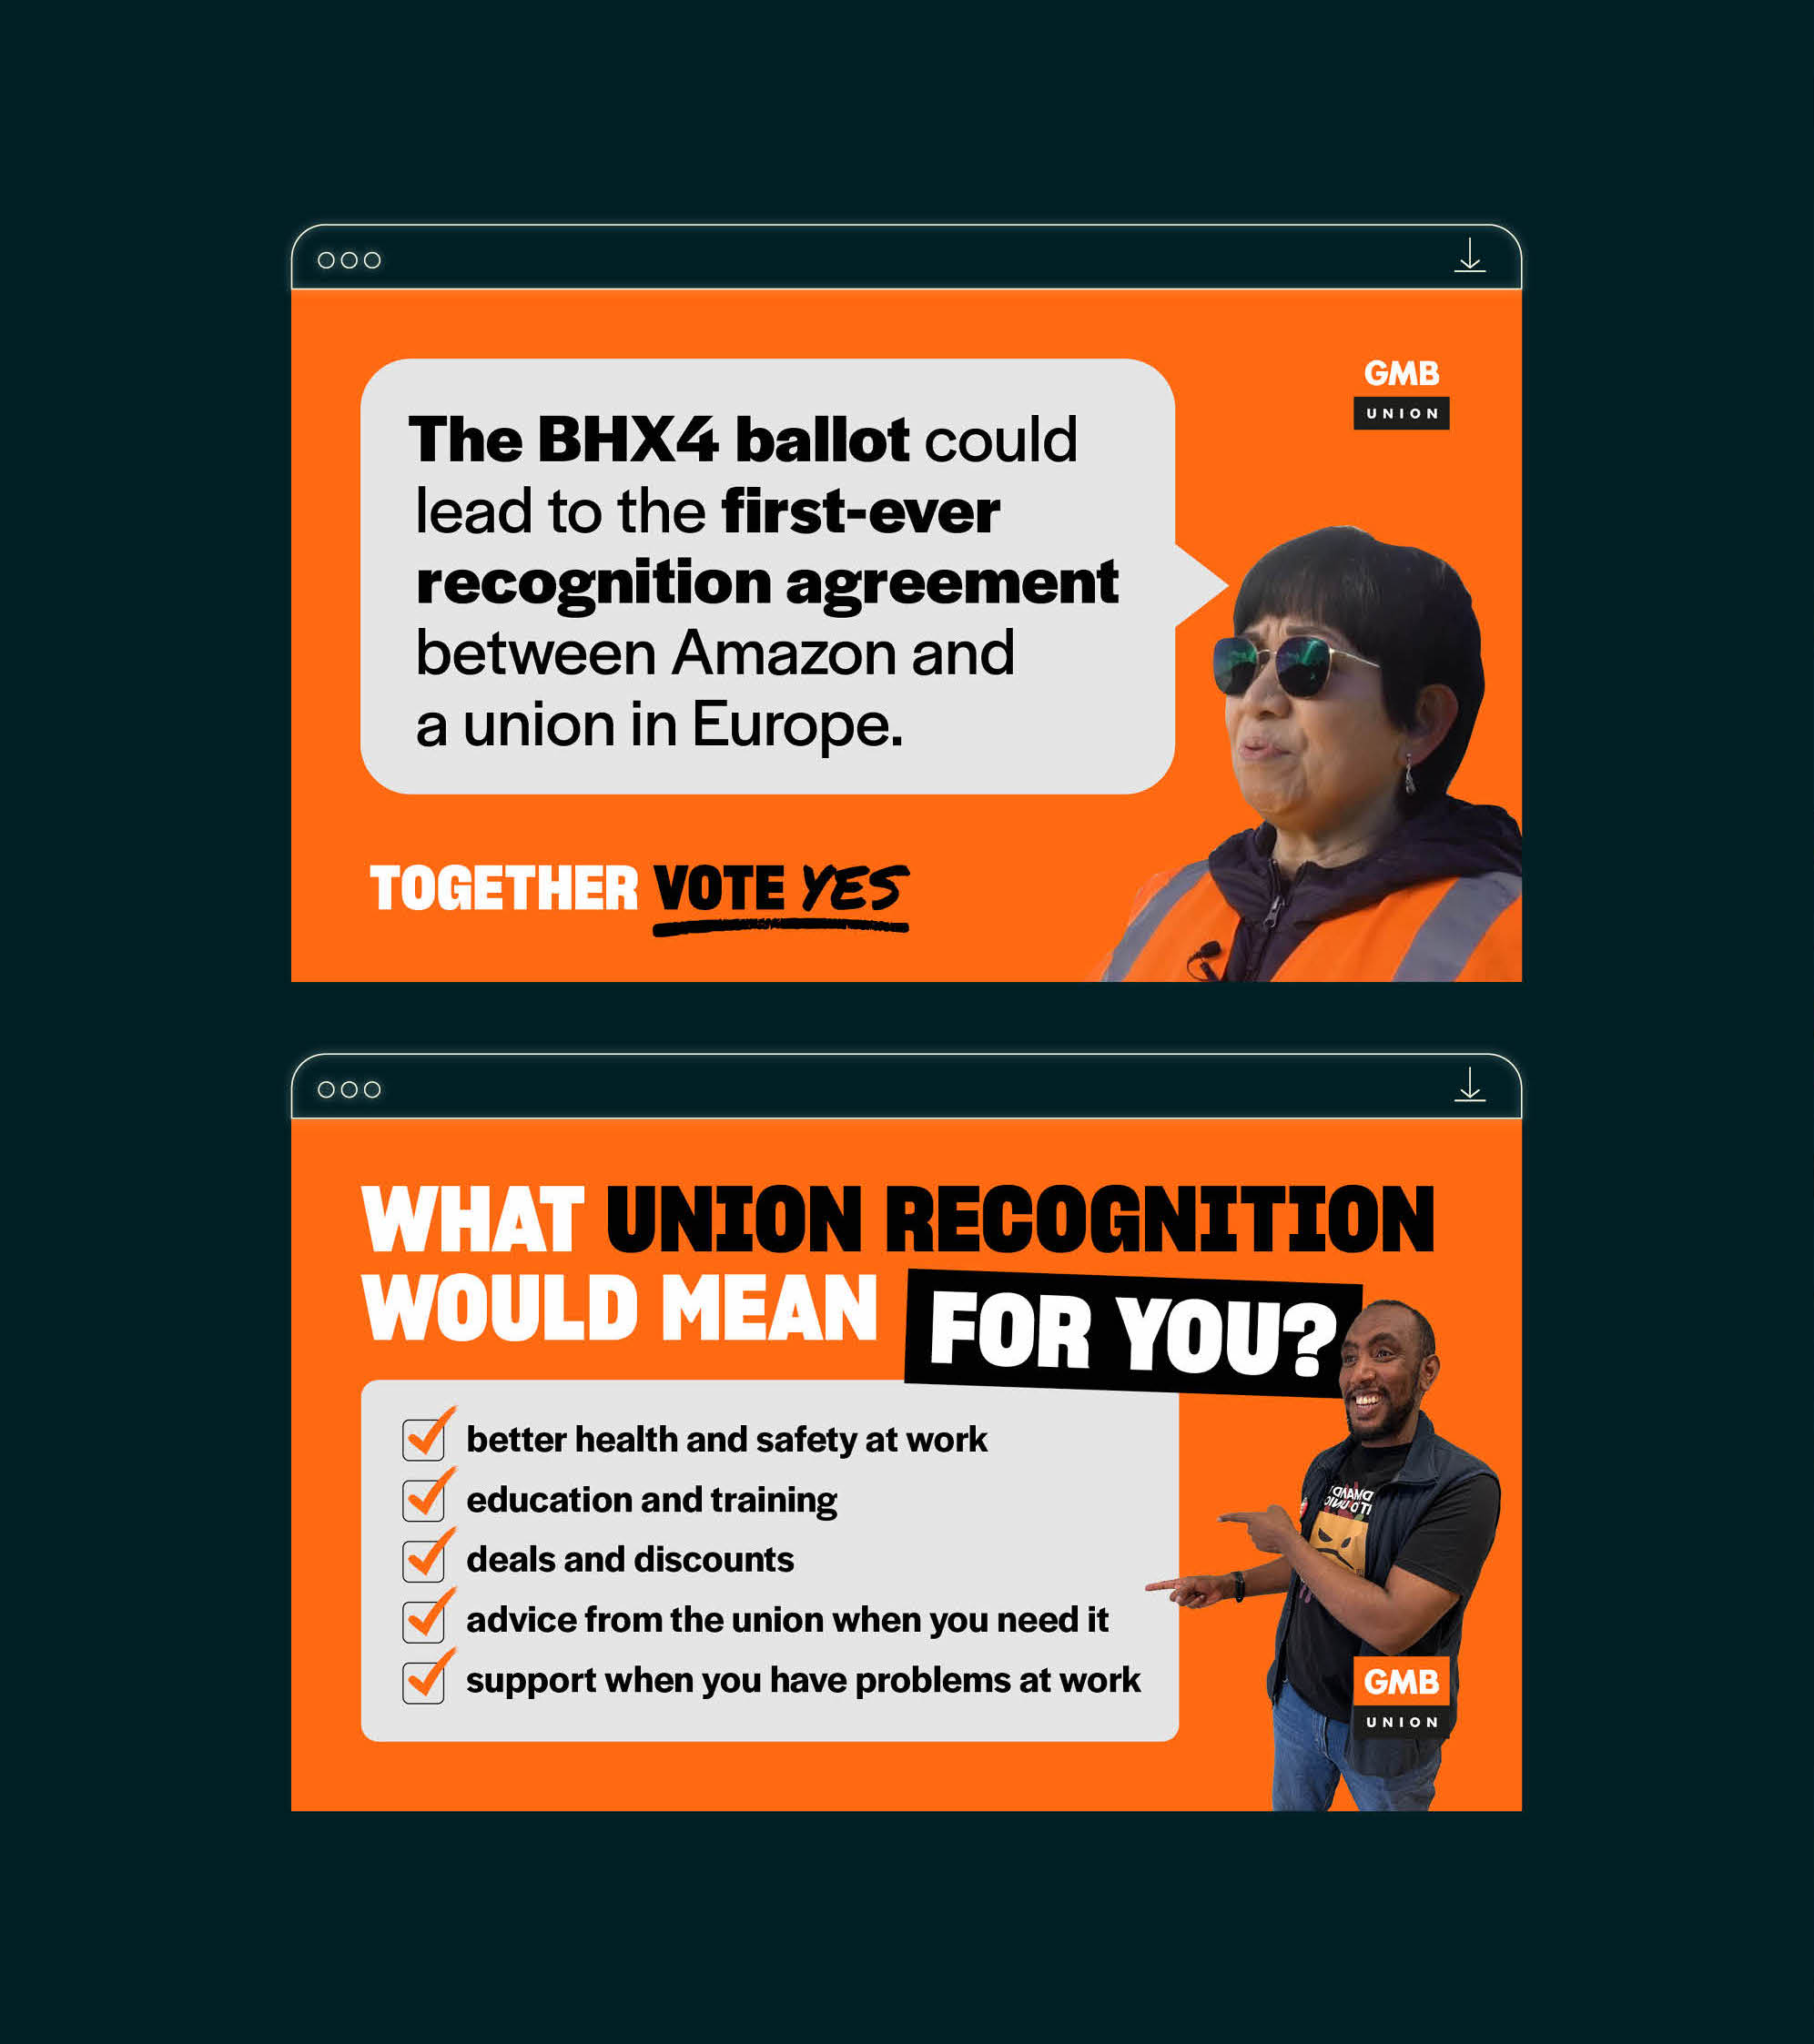 The BHX4 ballot could
lead to the first-ever
recognition agreement
between Amazon and
a union in Europe.
GMB
UNION
TOGETHER VOTE YES
WHAT UNION RECOGNITION
WOULD MEAN FOR YOU?
better health and safety at work
education and training
deals and discounts
advice from the union when you need it
support when you have problems at work
GMB
UNION